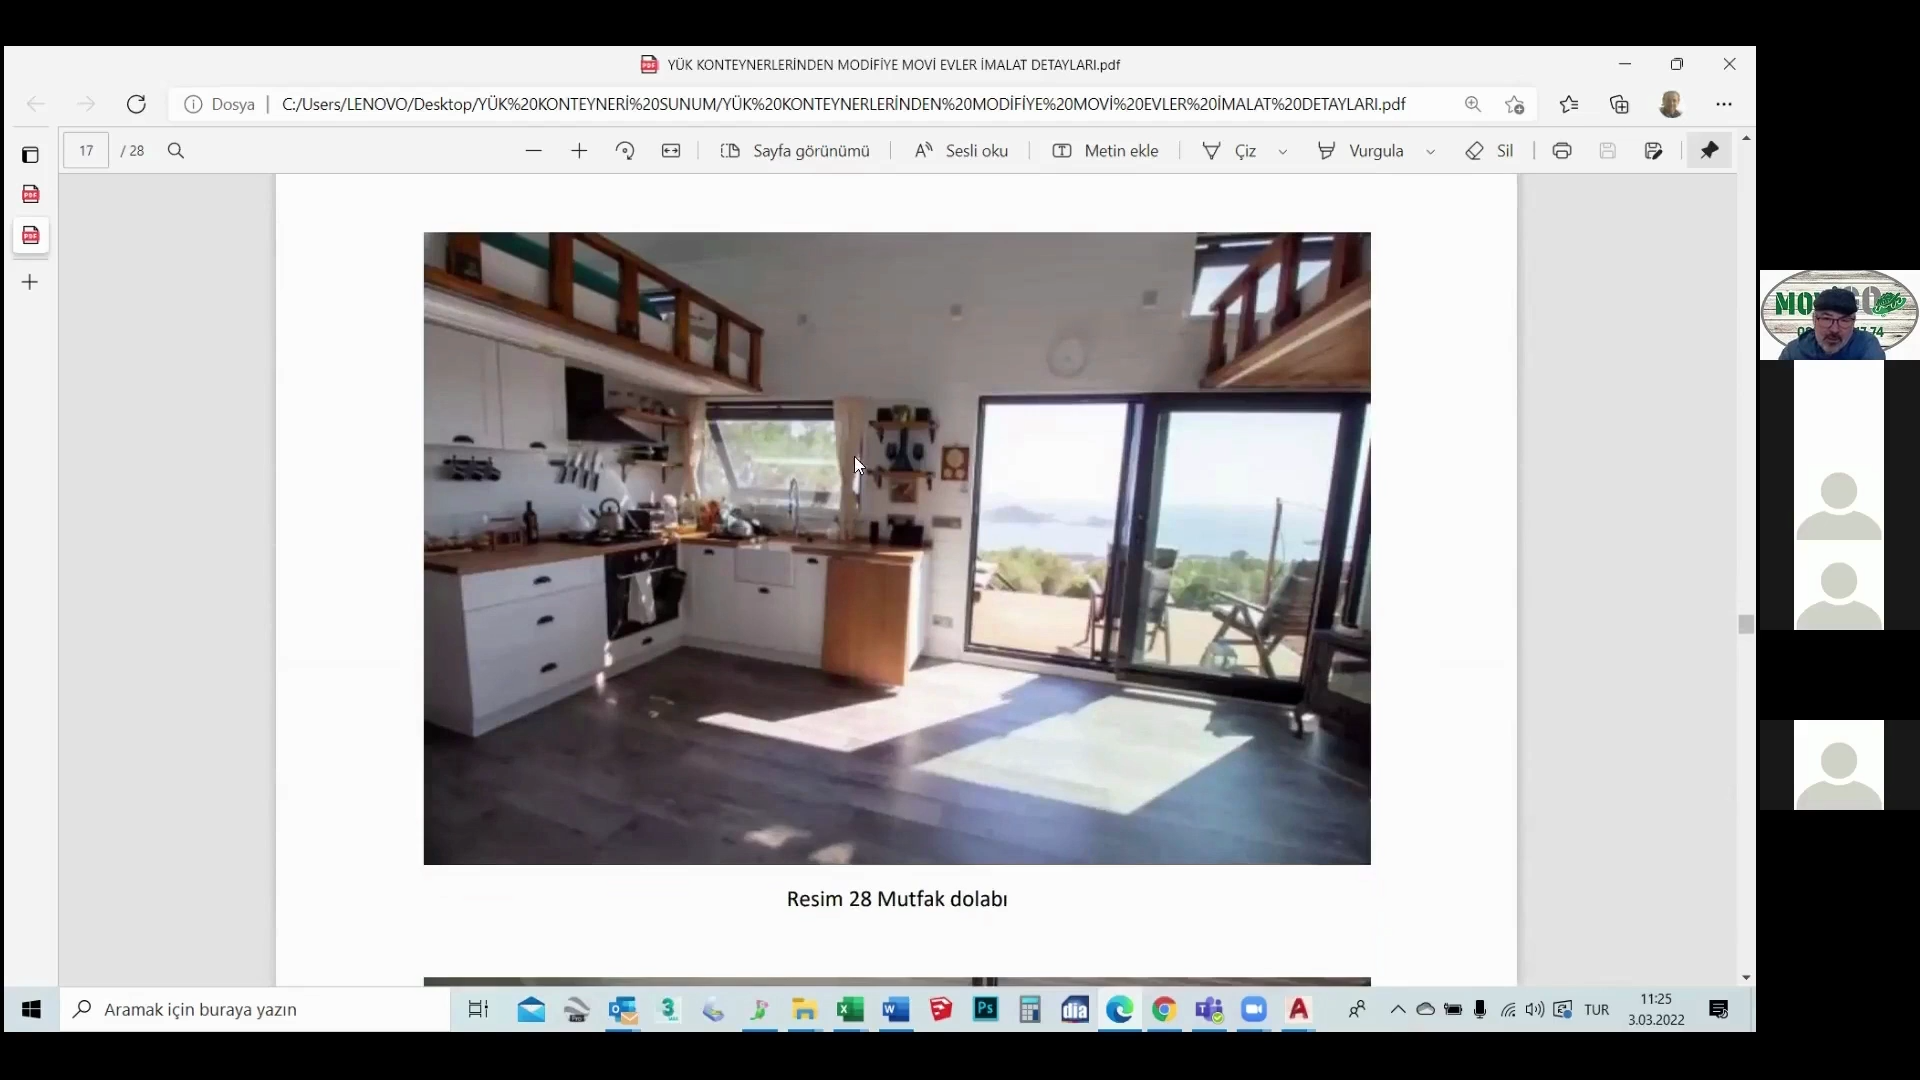 YÜK KONTEYNERLERİNDEN MODİFİYE MOVİ EVLER İMALAT DETAYLARI.pdf
Dosya
C:/Users/LENOVO/Desktop/YÜK%20KONTEYNERİ%20SUNUM/YÜK%20KONTEYNERLERİNDEN%20MODİFİYE%20MOVİ%20EVLER%20İMALAT%20DETAYLARI.pdf
17 / 28
Sayfa görünümü
Sesli oku
Metin ekle
Çiz
Vurgula
Sil
Resim 28 Mutfak dolabı
Aramak için buraya yazın
Ps
dia
TUR
11:25
3.03.2022